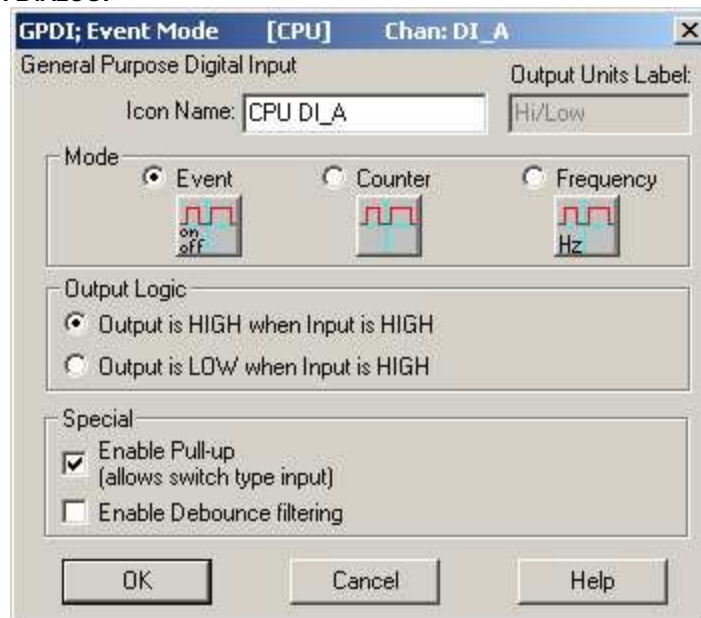 GPDI; Event Mode [CPU] Chan: DI_A
General Purpose Digital Input
Output Units Label:
Icon Name: CPU DI_A
Hi/Low
Mode
Event Counter Frequency
on
off
Hz
Output Logic
Output is HIGH when Input is HIGH
Output is LOW when Input is HIGH
Special
Enable Pull-up
(allows switch type input)
Enable Debounce filtering
OK Cancel Help